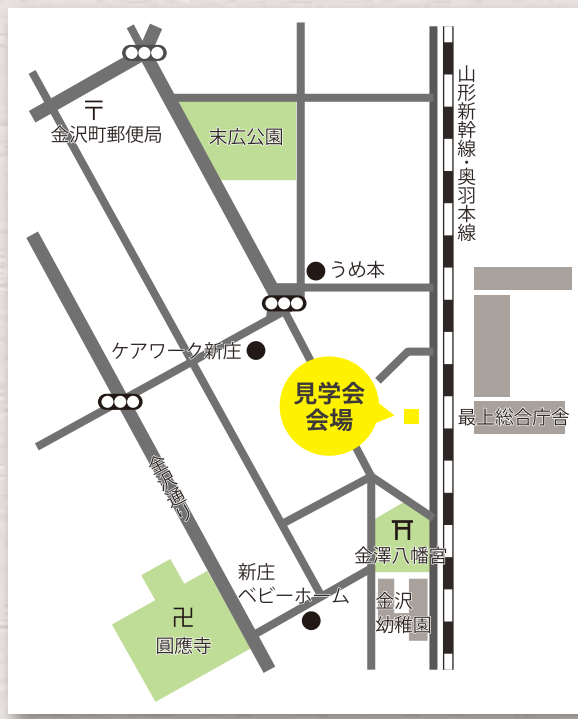 〒
金沢町郵便局
末広公園
山形新幹線・奥羽本線
うめ本
ケアワーク新庄
見学会
会場
最上総合庁舎
金沢通り
金澤八幡宮
新庄
ベビーホーム
金沢
幼稚園
卍
圓應寺